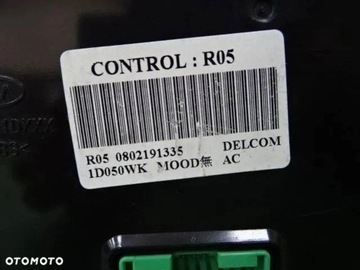 CONTROL : R05
R05 0802191335 DELCOM
1D050WK MOOD無 AC
OTOMOTO